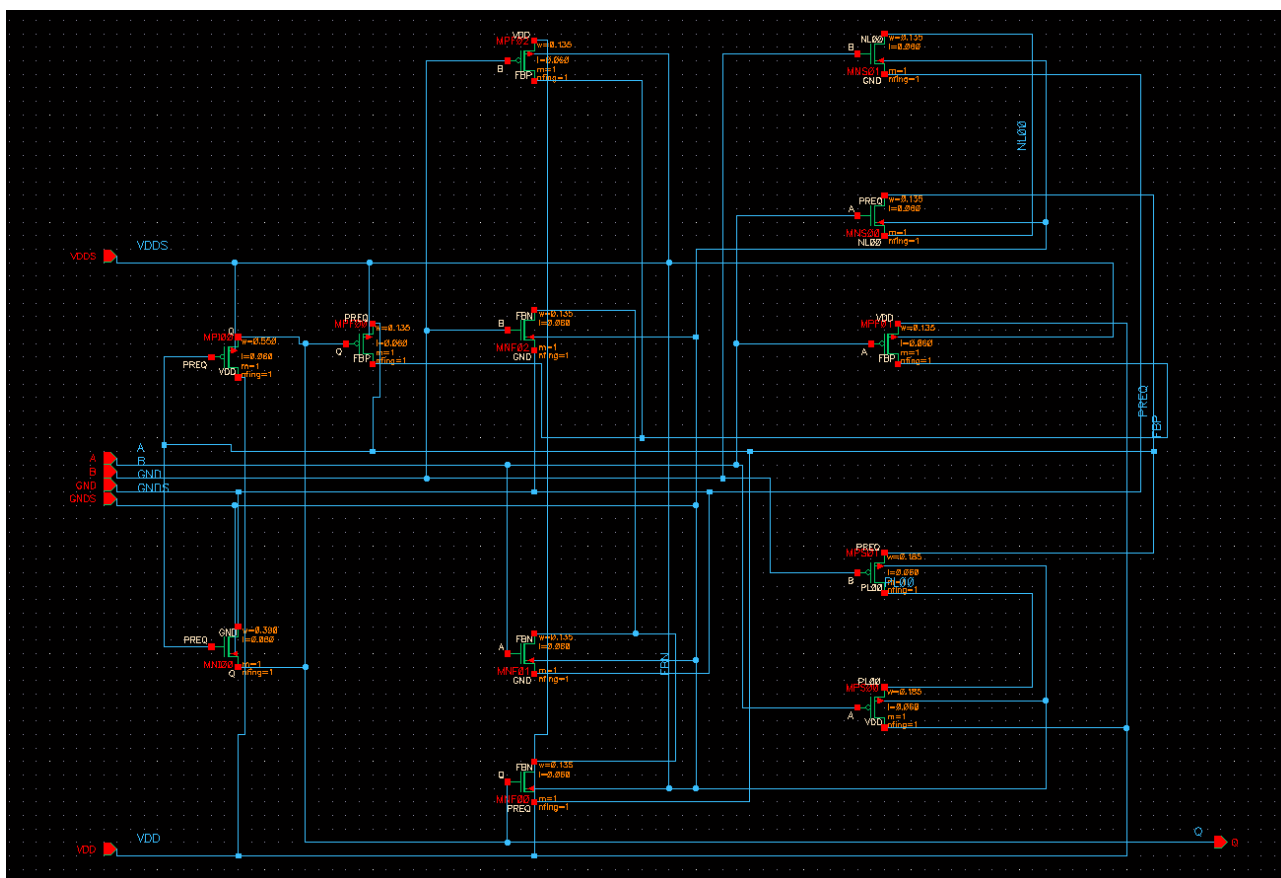 VDD
MPF02
w=0.135
l=0.060
m=1
nfing=1
B
FBP
NL00
w=0.135
l=0.060
B
MNS01
m=1
GND
nfing=1
NL00
PREQ
w=0.135
l=0.060
A
MNS00
m=1
NL00
nfing=1
VDDS
VDDS
Q
MPI00
w=0.550
l=0.060
m=1
nfing=1
PREQ
VDD
PREQ
MPF00
w=0.135
l=0.060
m=1
nfing=1
Q
FBP
FBN
w=0.135
l=0.060
B
MNF02
m=1
GND
nfing=1
VDD
MPF01
w=0.135
l=0.060
m=1
nfing=1
A
FBP
PREQ
FBP
A
A
B
B
GND
GND
GNDS
GNDS
PREQ
MPS01
w=0.185
l=0.060
m=1
nfing=1
B
PL00
PL00
GND
w=0.390
l=0.060
PREQ
MNI00
m=1
Q
nfing=1
FBN
w=0.135
l=0.060
A
MNF01
m=1
GND
nfing=1
FBN
PL00
MPS00
w=0.185
l=0.060
m=1
nfing=1
A
VDD
FBN
w=0.135
l=0.060
Q
MNF00
m=1
PREQ
nfing=1
VDD
VDD
Q
Q